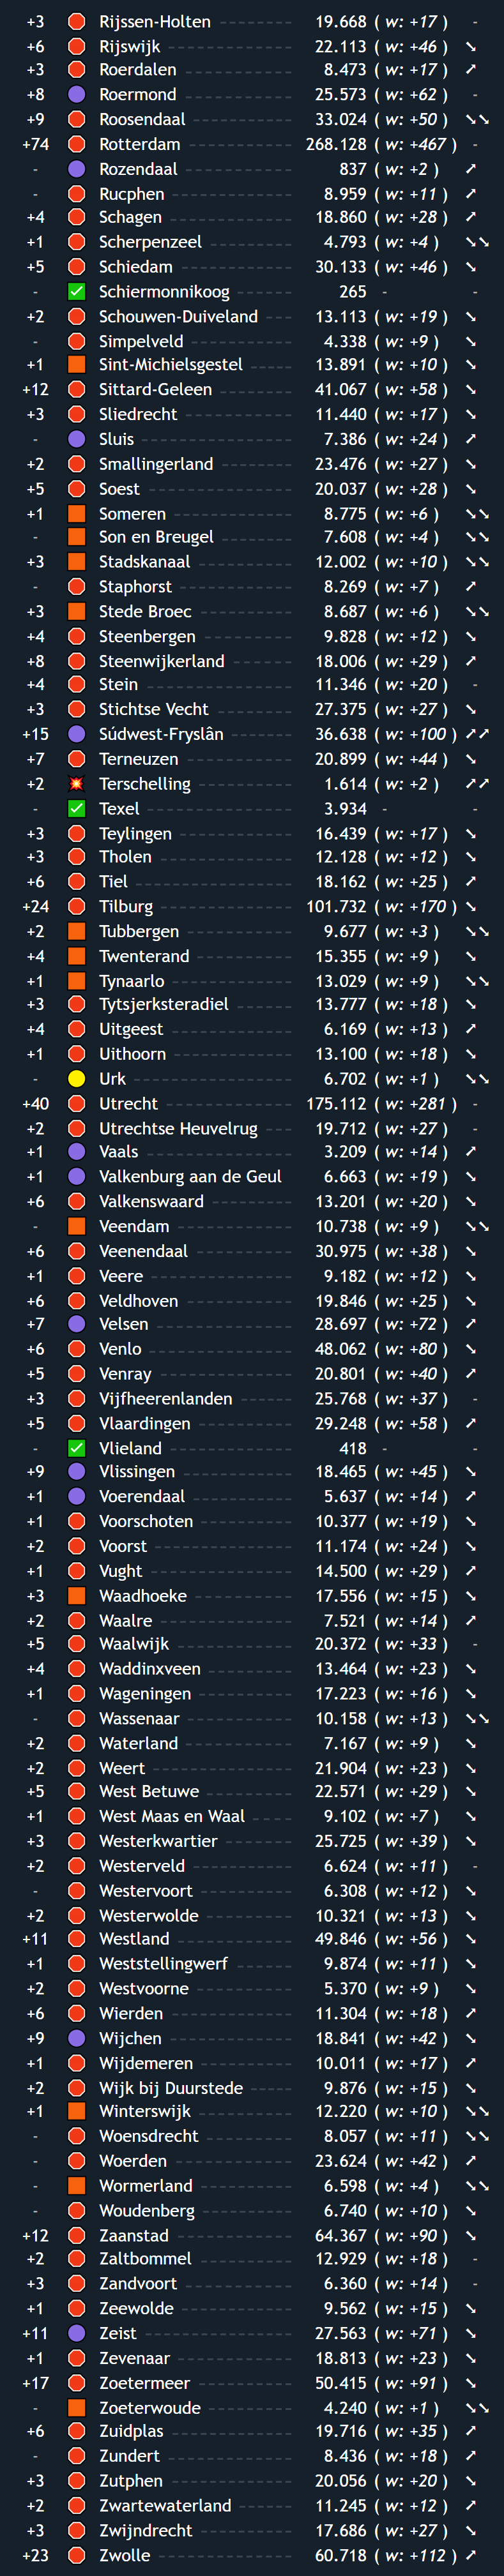 +3 Rijssen-Holten 19.668 ( w: +17 ) -
+6 Rijswijk 22.113 ( w: +46 ) ↘
+3 Roerdalen 8.473 ( w: +17 ) ↗
+8 Roermond 25.573 ( w: +62 ) -
+9 Roosendaal 33.024 ( w: +50 ) ↘↘
+74 Rotterdam 268.128 ( w: +467 ) -
- Rozendaal 837 ( w: +2 ) ↗
- Rucphen 8.959 ( w: +11 ) ↗
+4 Schagen 18.860 ( w: +28 ) ↗
+1 Scherpenzeel 4.793 ( w: +4 ) ↘↘
+5 Schiedam 30.133 ( w: +46 ) ↘
- Schiermonnikoog 265 - -
+2 Schouwen-Duiveland 13.113 ( w: +19 ) ↘
- Simpelveld 4.338 ( w: +9 ) ↘
+1 Sint-Michielsgestel 13.891 ( w: +10 ) ↘
+12 Sittard-Geleen 41.067 ( w: +58 ) ↘
+3 Sliedrecht 11.440 ( w: +17 ) ↘
- Sluis 7.386 ( w: +24 ) ↗
+2 Smallingerland 23.476 ( w: +27 ) ↘
+5 Soest 20.037 ( w: +28 ) ↘
+1 Someren 8.775 ( w: +6 ) ↘↘
- Son en Breugel 7.608 ( w: +4 ) ↘↘
+3 Stadskanaal 12.002 ( w: +10 ) ↘↘
- Staphorst 8.269 ( w: +7 ) ↗
+3 Stede Broec 8.687 ( w: +6 ) ↘↘
+4 Steenbergen 9.828 ( w: +12 ) ↘
+8 Steenwijkerland 18.006 ( w: +29 ) ↗
+4 Stein 11.346 ( w: +20 ) -
+3 Stichtse Vecht 27.375 ( w: +27 ) ↘
+15 Súdwest-Fryslân 36.638 ( w: +100 ) ↗↗
+7 Terneuzen 20.899 ( w: +44 ) ↘
+2 Terschelling 1.614 ( w: +2 ) ↗↗
- Texel 3.934 - -
+3 Teylingen 16.439 ( w: +17 ) ↘
+3 Tholen 12.128 ( w: +12 ) ↘
+6 Tiel 18.162 ( w: +25 ) ↗
+24 Tilburg 101.732 ( w: +170 ) ↘
+2 Tubbergen 9.677 ( w: +3 ) ↘↘
+4 Twenterand 15.355 ( w: +9 ) ↘
+1 Tynaarlo 13.029 ( w: +9 ) ↘↘
+3 Tytsjerksteradiel 13.777 ( w: +18 ) ↘
+4 Uitgeest 6.169 ( w: +13 ) ↗
+1 Uithoorn 13.100 ( w: +18 ) ↘
- Urk 6.702 ( w: +1 ) ↘↘
+40 Utrecht 175.112 ( w: +281 ) -
+2 Utrechtse Heuvelrug 19.712 ( w: +27 ) -
+1 Vaals 3.209 ( w: +14 ) ↗
+1 Valkenburg aan de Geul 6.663 ( w: +19 ) ↘
+6 Valkenswaard 13.201 ( w: +20 ) ↘
- Veendam 10.738 ( w: +9 ) ↘↘
+6 Veenendaal 30.975 ( w: +38 ) ↘
+1 Veere 9.182 ( w: +12 ) ↘
+6 Veldhoven 19.846 ( w: +25 ) ↘
+7 Velsen 28.697 ( w: +72 ) ↗
+6 Venlo 48.062 ( w: +80 ) ↘
+5 Venray 20.801 ( w: +40 ) ↗
+3 Vijfheerenlanden 25.768 ( w: +37 ) -
+5 Vlaardingen 29.248 ( w: +58 ) ↗
- Vlieland 418 - -
+9 Vlissingen 18.465 ( w: +45 ) ↘
+1 Voerendaal 5.637 ( w: +14 ) ↗
+1 Voorschoten 10.377 ( w: +19 ) ↘
+2 Voorst 11.174 ( w: +24 ) ↘
+1 Vught 14.500 ( w: +29 ) ↗
+3 Waadhoeke 17.556 ( w: +15 ) ↘
+2 Waalre 7.521 ( w: +14 ) ↗
+5 Waalwijk 20.372 ( w: +33 ) -
+4 Waddinxveen 13.464 ( w: +23 ) ↘
+1 Wageningen 17.223 ( w: +16 ) ↘
- Wassenaar 10.158 ( w: +13 ) ↘↘
+2 Waterland 7.167 ( w: +9 ) ↘
+2 Weert 21.904 ( w: +23 ) ↘
+5 West Betuwe 22.571 ( w: +29 ) ↘
+1 West Maas en Waal 9.102 ( w: +7 ) ↘
+3 Westerkwartier 25.725 ( w: +39 ) ↘
+2 Westerveld 6.624 ( w: +11 ) -
- Westervoort 6.308 ( w: +12 ) ↘
+2 Westerwolde 10.321 ( w: +13 ) ↘
+11 Westland 49.846 ( w: +56 ) ↘
+1 Weststellingwerf 9.874 ( w: +11 ) ↘
+2 Westvoorne 5.370 ( w: +9 ) ↘
+6 Wierden 11.304 ( w: +18 ) ↗
+9 Wijchen 18.841 ( w: +42 ) ↘
+1 Wijdemeren 10.011 ( w: +17 ) ↗
+2 Wijk bij Duurstede 9.876 ( w: +15 ) ↘
+1 Winterswijk 12.220 ( w: +10 ) ↘↘
- Woensdrecht 8.057 ( w: +11 ) ↘↘
- Woerden 23.624 ( w: +42 ) ↗
- Wormerland 6.598 ( w: +4 ) ↘↘
- Woudenberg 6.740 ( w: +10 ) ↘
+12 Zaanstad 64.367 ( w: +90 ) ↘
+2 Zaltbommel 12.929 ( w: +18 ) -
+3 Zandvoort 6.360 ( w: +14 ) -
+1 Zeewolde 9.562 ( w: +15 ) ↘
+11 Zeist 27.563 ( w: +71 ) ↘
+1 Zevenaar 18.813 ( w: +23 ) ↘
+17 Zoetermeer 50.415 ( w: +91 ) ↘
- Zoeterwoude 4.240 ( w: +1 ) ↘↘
+6 Zuidplas 19.716 ( w: +35 ) ↗
- Zundert 8.436 ( w: +18 ) ↗
+3 Zutphen 20.056 ( w: +20 ) ↘
+2 Zwartewaterland 11.245 ( w: +12 ) ↗
+3 Zwijndrecht 17.686 ( w: +27 ) ↘
+23 Zwolle 60.718 ( w: +112 ) ↗